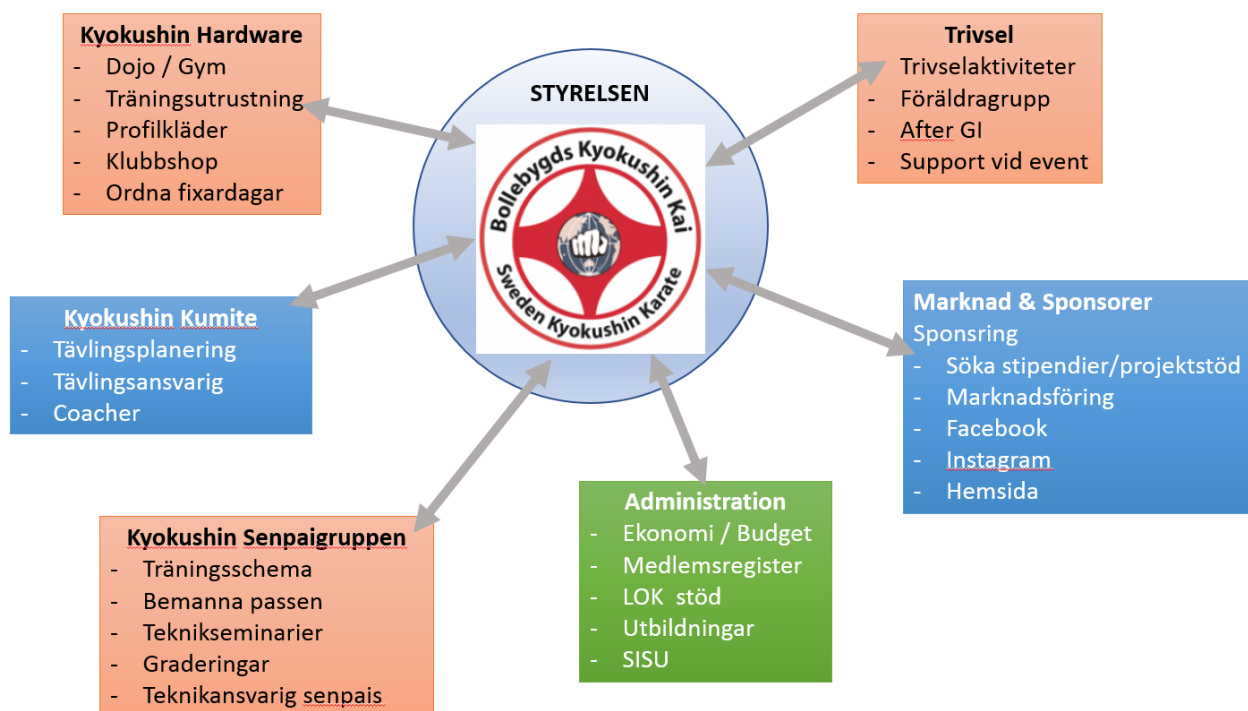 Kyokushin Hardware
- Dojo / Gym
- Träningsutrustning
- Profilkläder
- Klubbshop
- Ordna fixardagar
STYRELSEN
Bollebygds Kyokushin Kai
Sweden Kyokushin Karate
Trivsel
- Trivselaktiviteter
- Föräldragrupp
- After GI
- Support vid event
Kyokushin Kumite
- Tävlingsplanering
- Tävlingsansvarig
- Coacher
Marknad & Sponsorer
Sponsring
- Söka stipendier/projektstöd
- Marknadsföring
- Facebook
- Instagram
- Hemsida
Kyokushin Senpaigruppen
- Träningsschema
- Bemanna passen
- Teknikseminarier
- Graderingar
- Teknikansvarig senpais
Administration
- Ekonomi / Budget
- Medlemsregister
- LOK stöd
- Utbildningar
- SISU